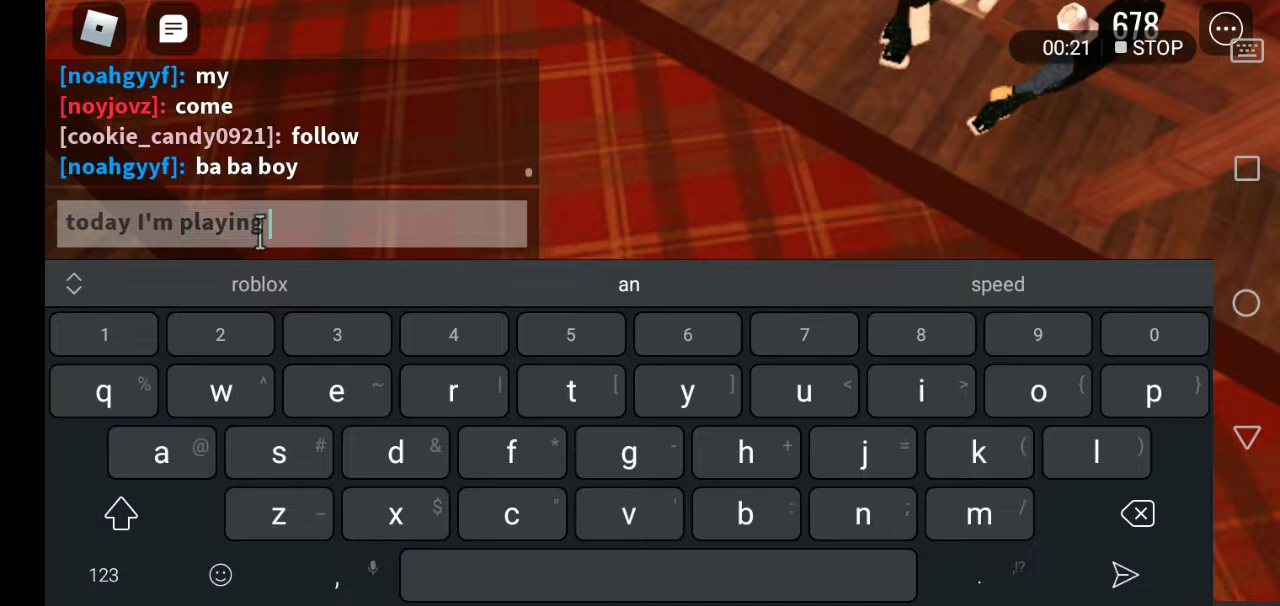 678
00:21 STOP
[noahgyyf]: my
[noyjovz]: come
[cookie_candy0921]: follow
[noahgyyf]: ba ba boy
today I'm playing
roblox an speed
1 2 3 4 5 6 7 8 9 0
q % w ^ e ~ r | t [ y ] u < i > o { p }
a @ s # d & f * g - h + j = k ( l )
z _ x $ c " v ' b : n ; m /
123 , . ,!?